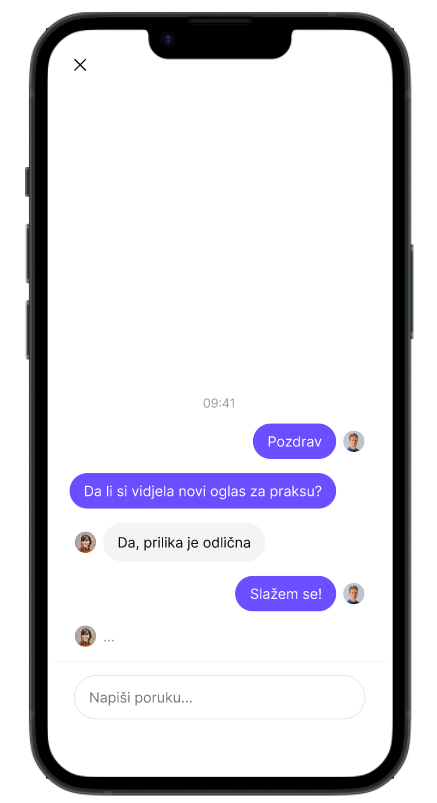 09:41
Pozdrav
Da li si vidjela novi oglas za praksu?
Da, prilika je odlična
Slažem se!
...
Napiši poruku...